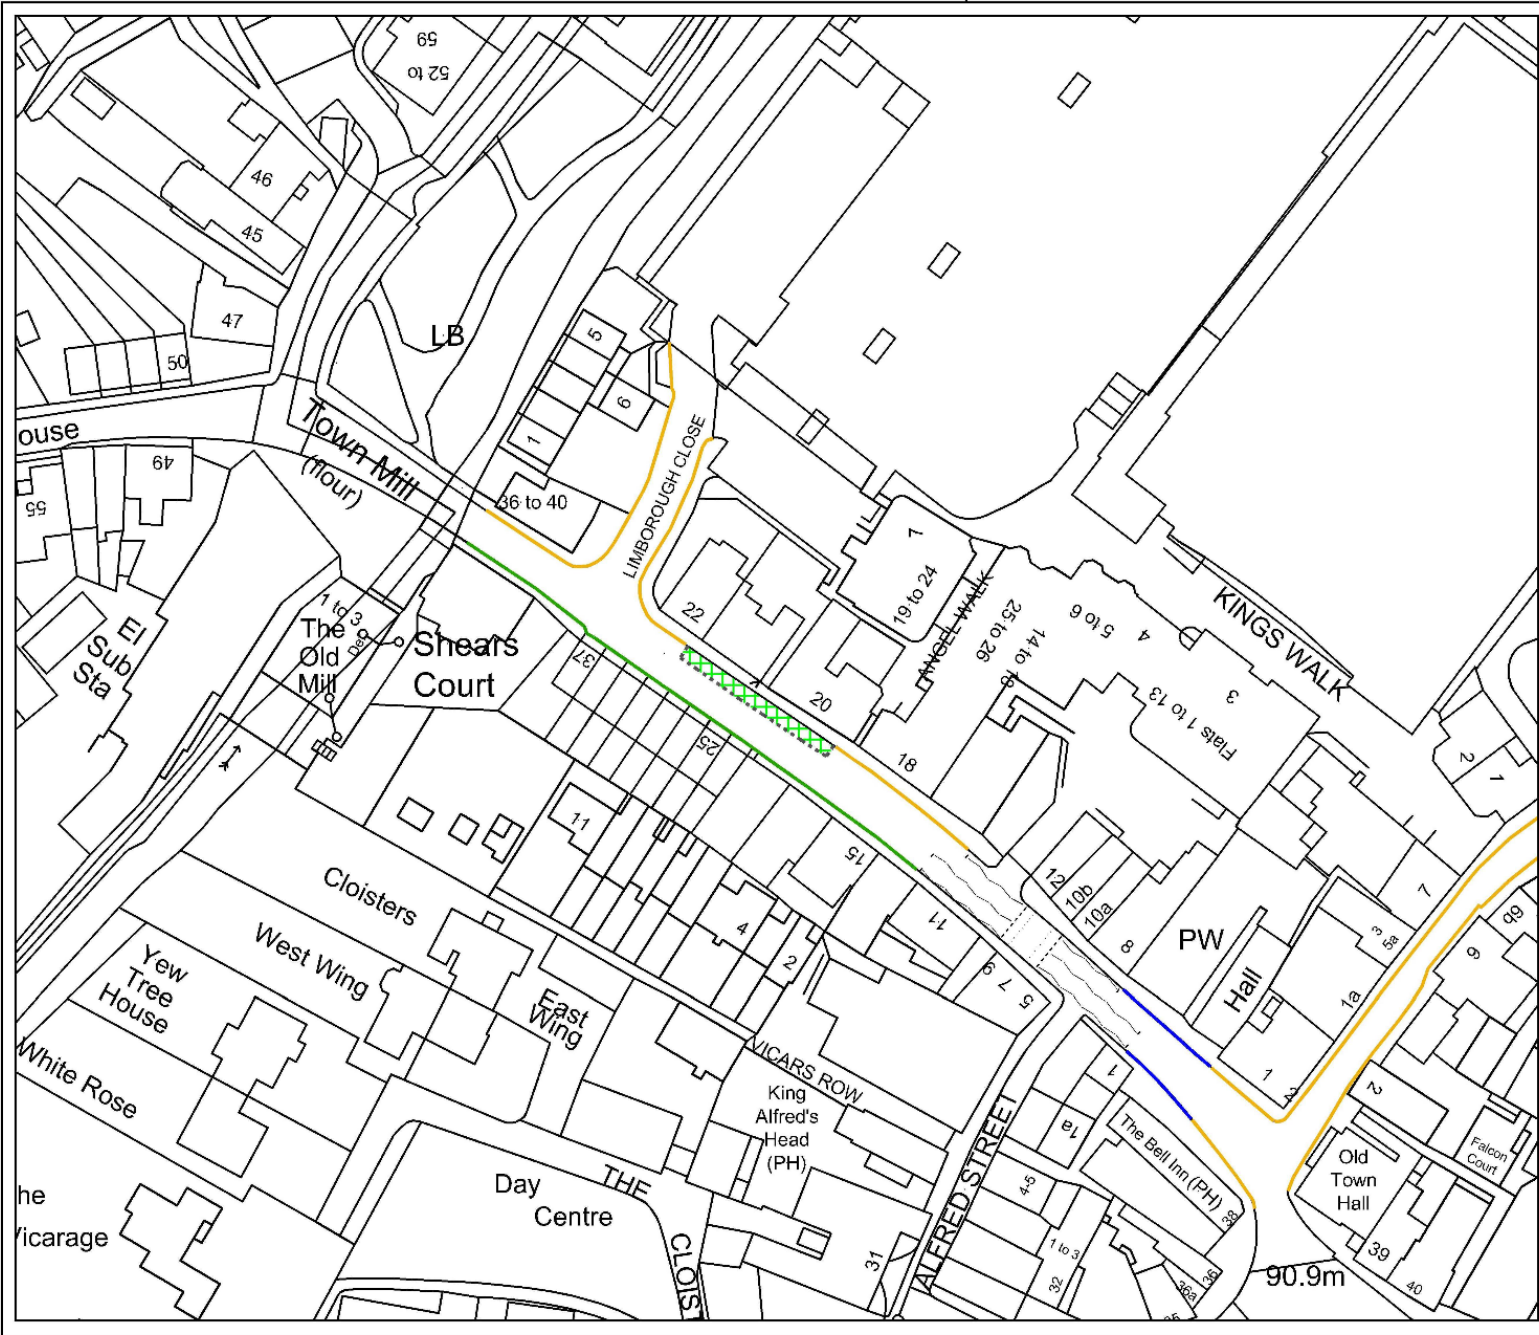 59
52 to
46
45
47
50
LB
5
6
1
ouse
Town Mill
(flour)
36 to 40
LIMBOROUGH CLOSE
49
55
El
Sub
Sta
1 to 3
The
Old
Mill
Shears
Court
22
20
18
37
25
15
11
1
19 to 24
ANGEL WALK
25 to 26
5 to 6
4
3
Flats 1 to 13
KINGS WALK
2
1
11
4
2
Cloisters
West Wing
East
Wing
Yew
Tree
House
White Rose
12
10b
10a
8
PW
Hall
7
3
5a
1a
1
2
9b
9
9
7
5
VICARS ROW
King
Alfred's
Head
(PH)
1
1a
The Bell Inn (PH)
38
2
Old
Town
Hall
Falcon
Court
39
40
90.9m
4-5
1 to 3
32
36
36a
ALFRED STREET
31
Day
Centre
THE
CLOIST
he
Vicarage